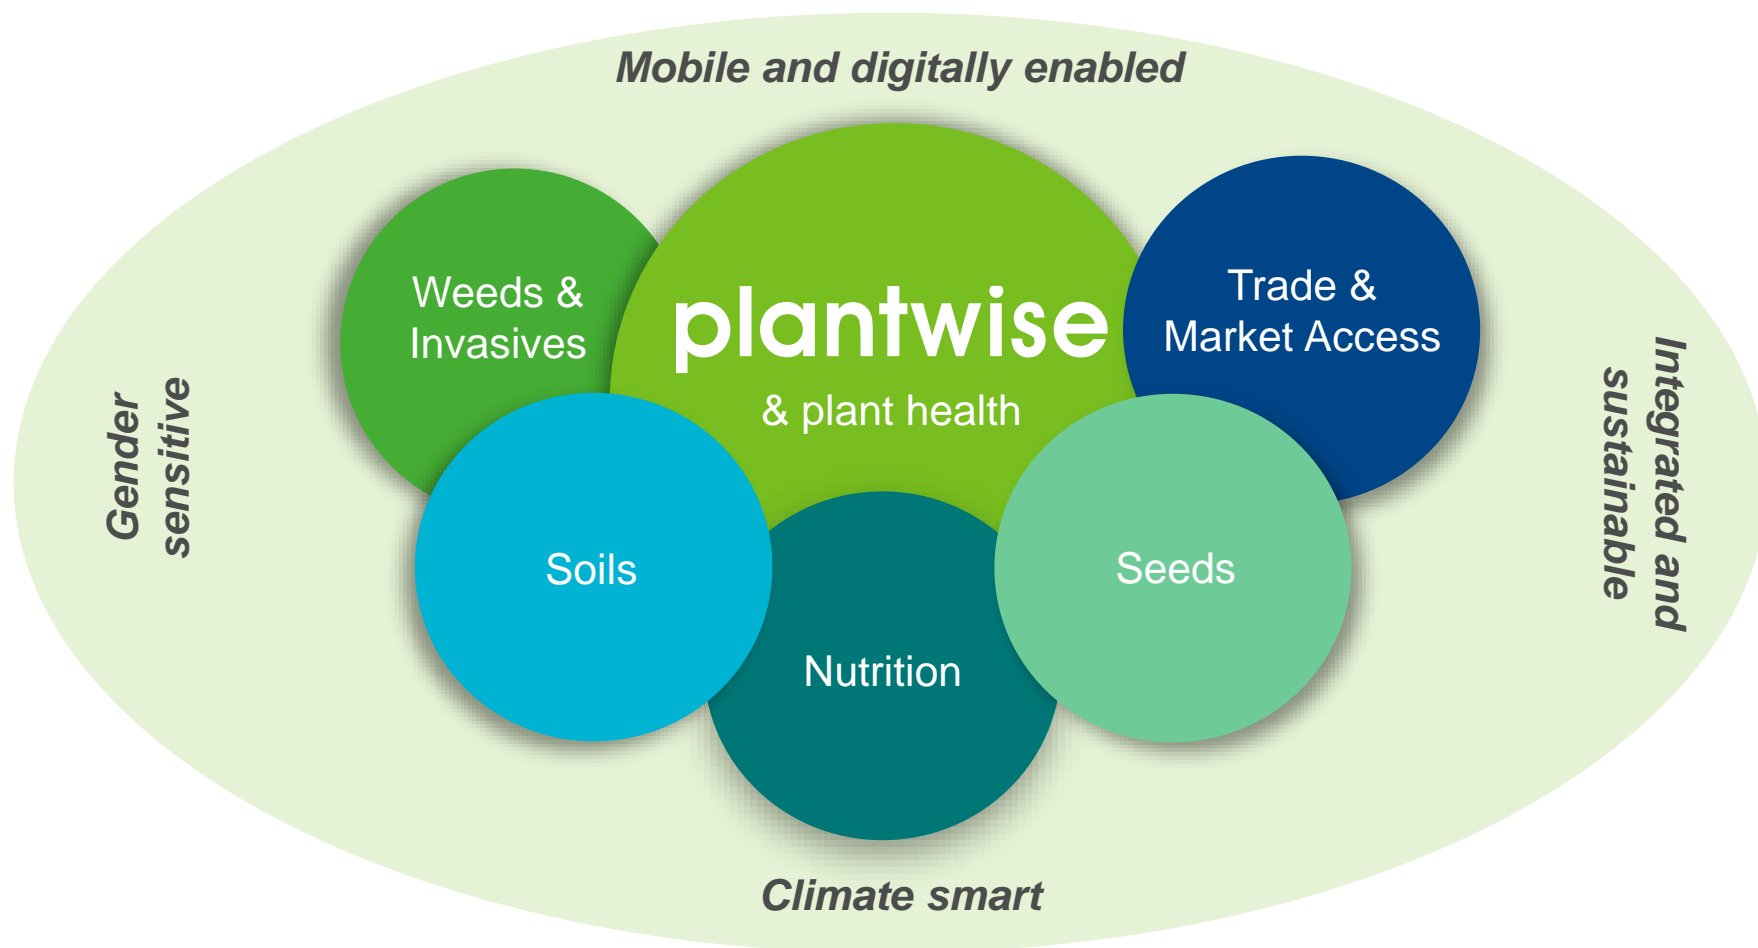 Mobile and digitally enabled
Weeds &
Invasives
plantwise
& plant health
Trade &
Market Access
Gender
sensitive
Integrated and
sustainable
Soils
Seeds
Nutrition
Climate smart